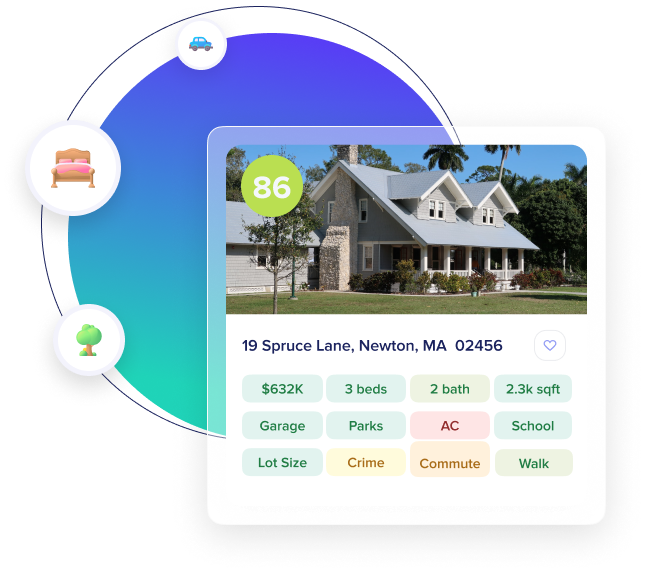 86
19 Spruce Lane, Newton, MA 02456
$632K 3 beds 2 bath 2.3k sqft
Garage Parks AC School
Lot Size Crime Commute Walk